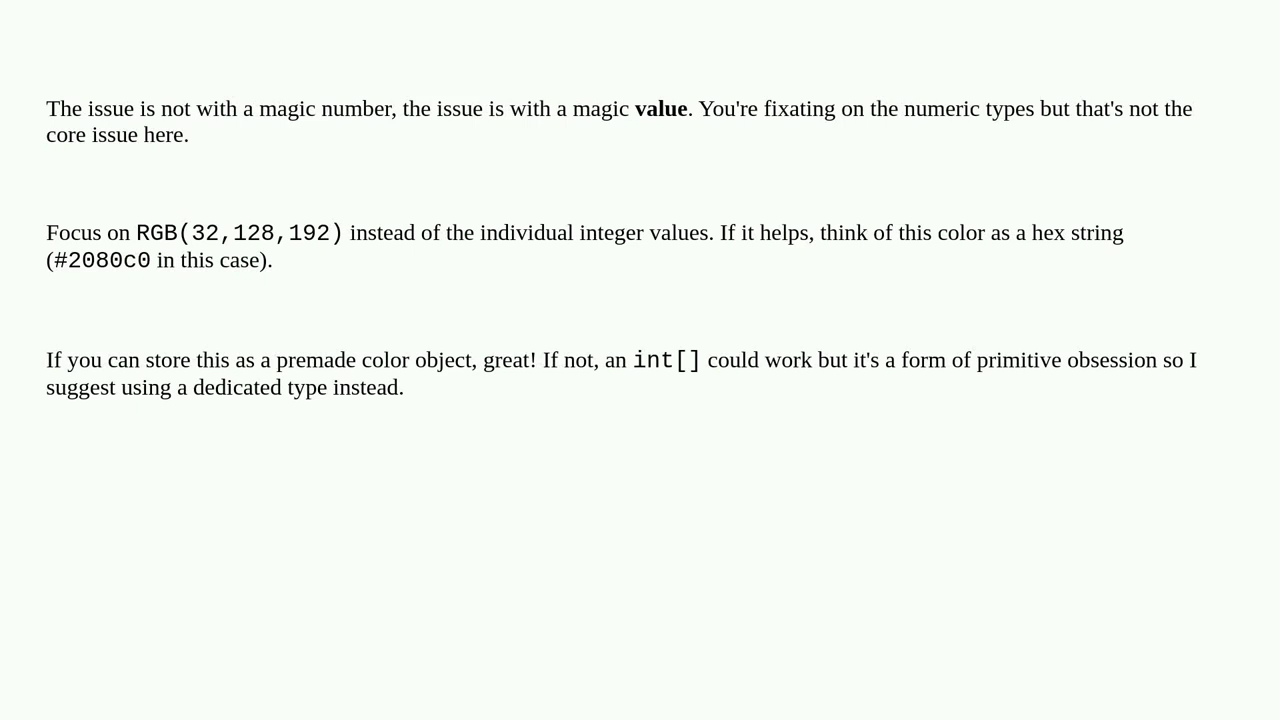 The issue is not with a magic number, the issue is with a magic value. You're fixating on the numeric types but that's not the
core issue here.
Focus on RGB(32,128,192) instead of the individual integer values. If it helps, think of this color as a hex string
(#2080c0 in this case).
If you can store this as a premade color object, great! If not, an int[] could work but it's a form of primitive obsession so I
suggest using a dedicated type instead.